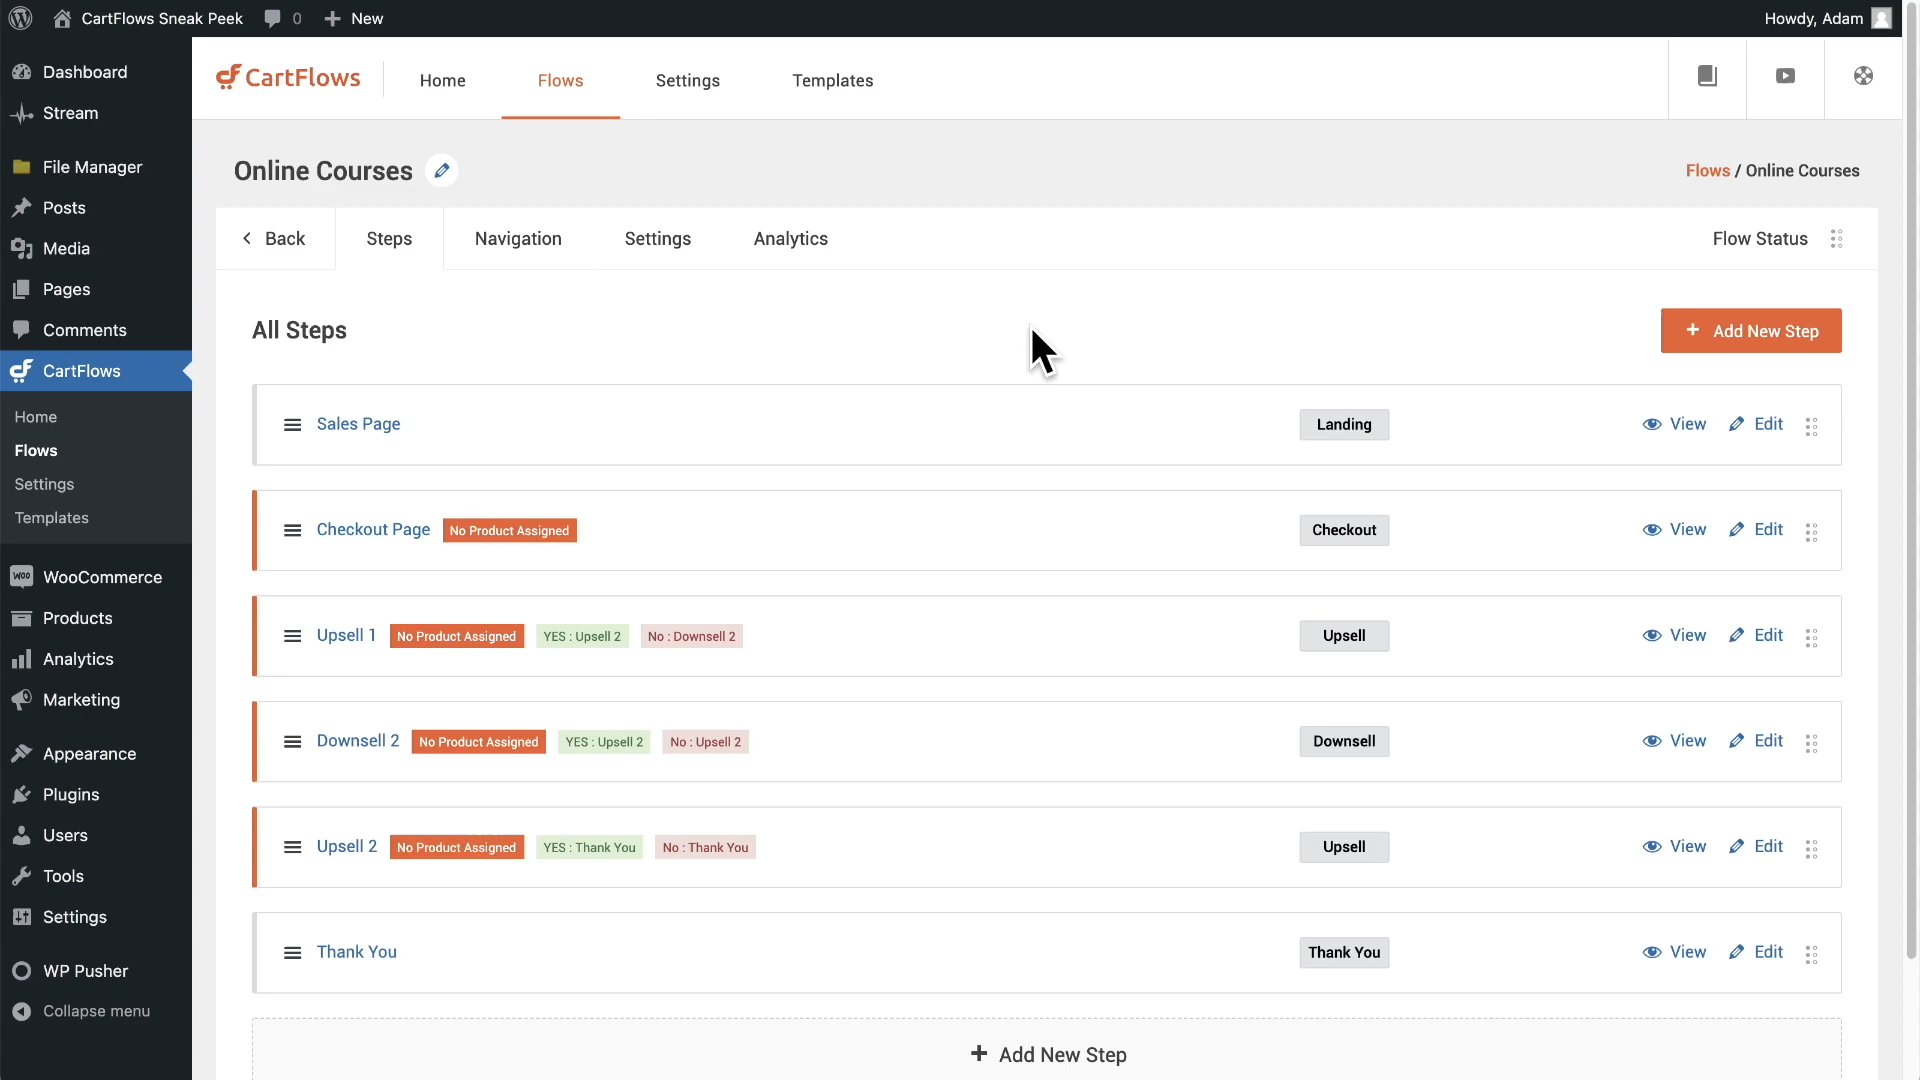 CartFlows Sneak Peek 0 New Howdy, Adam
Dashboard
Stream
File Manager
Posts
Media
Pages
Comments
CartFlows
Home
Flows
Settings
Templates
WooCommerce
Products
Analytics
Marketing
Appearance
Plugins
Users
Tools
Settings
WP Pusher
Collapse menu
CartFlows Home Flows Settings Templates
Online Courses Flows / Online Courses
Back Steps Navigation Settings Analytics Flow Status
All Steps + Add New Step
Sales Page Landing View Edit
Checkout Page No Product Assigned Checkout View Edit
Upsell 1 No Product Assigned YES : Upsell 2 No : Downsell 2 Upsell View Edit
Downsell 2 No Product Assigned YES : Upsell 2 No : Upsell 2 Downsell View Edit
Upsell 2 No Product Assigned YES : Thank You No : Thank You Upsell View Edit
Thank You Thank You View Edit
+ Add New Step